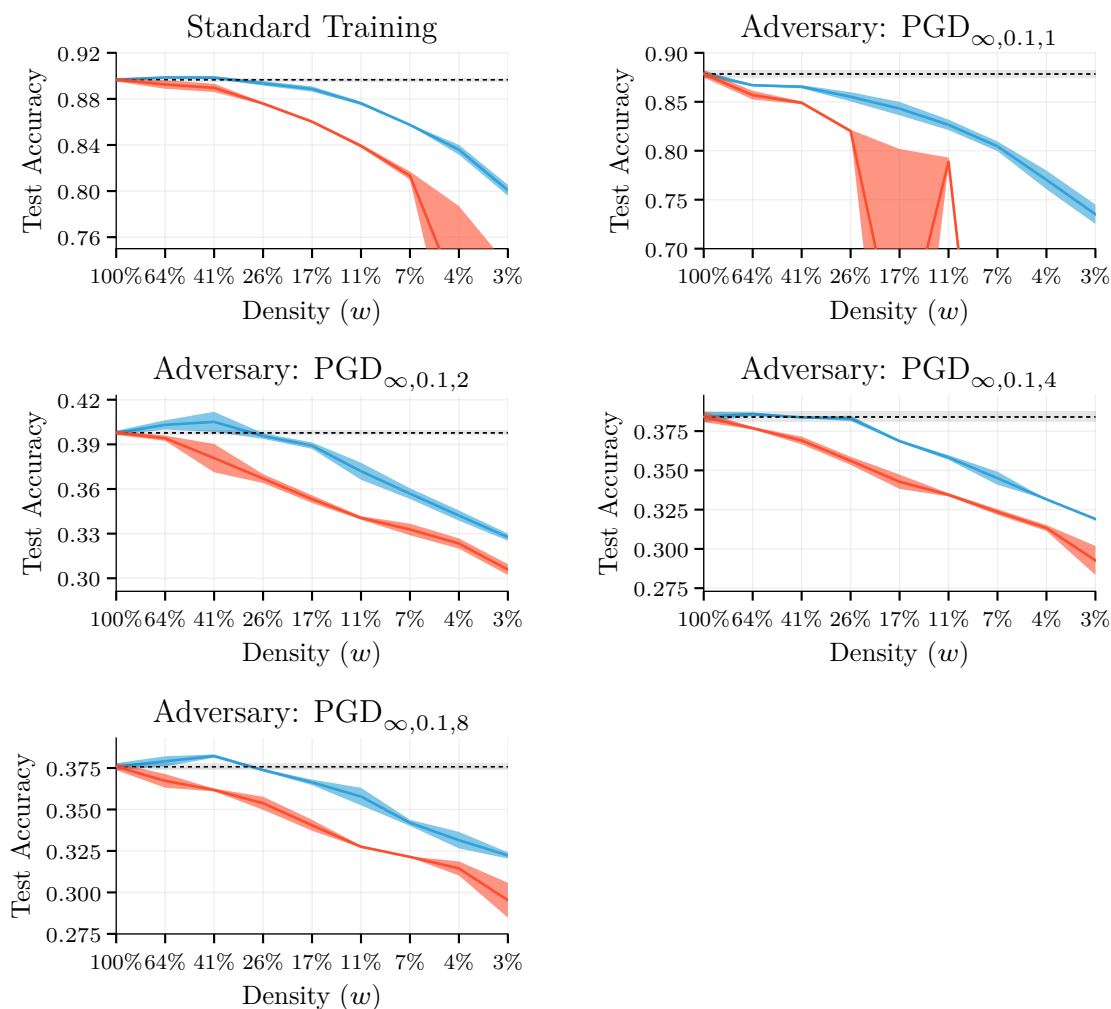 Standard Training
Test Accuracy
0.92
0.88
0.84
0.80
0.76
100% 64% 41% 26% 17% 11% 7% 4% 3%
Density (w)
Adversary: PGD∞,0.1,1
Test Accuracy
0.90
0.85
0.80
0.75
0.70
100% 64% 41% 26% 17% 11% 7% 4% 3%
Density (w)
Adversary: PGD∞,0.1,2
Test Accuracy
0.42
0.39
0.36
0.33
0.30
100% 64% 41% 26% 17% 11% 7% 4% 3%
Density (w)
Adversary: PGD∞,0.1,4
Test Accuracy
0.375
0.350
0.325
0.300
0.275
100% 64% 41% 26% 17% 11% 7% 4% 3%
Density (w)
Adversary: PGD∞,0.1,8
Test Accuracy
0.375
0.350
0.325
0.300
0.275
100% 64% 41% 26% 17% 11% 7% 4% 3%
Density (w)